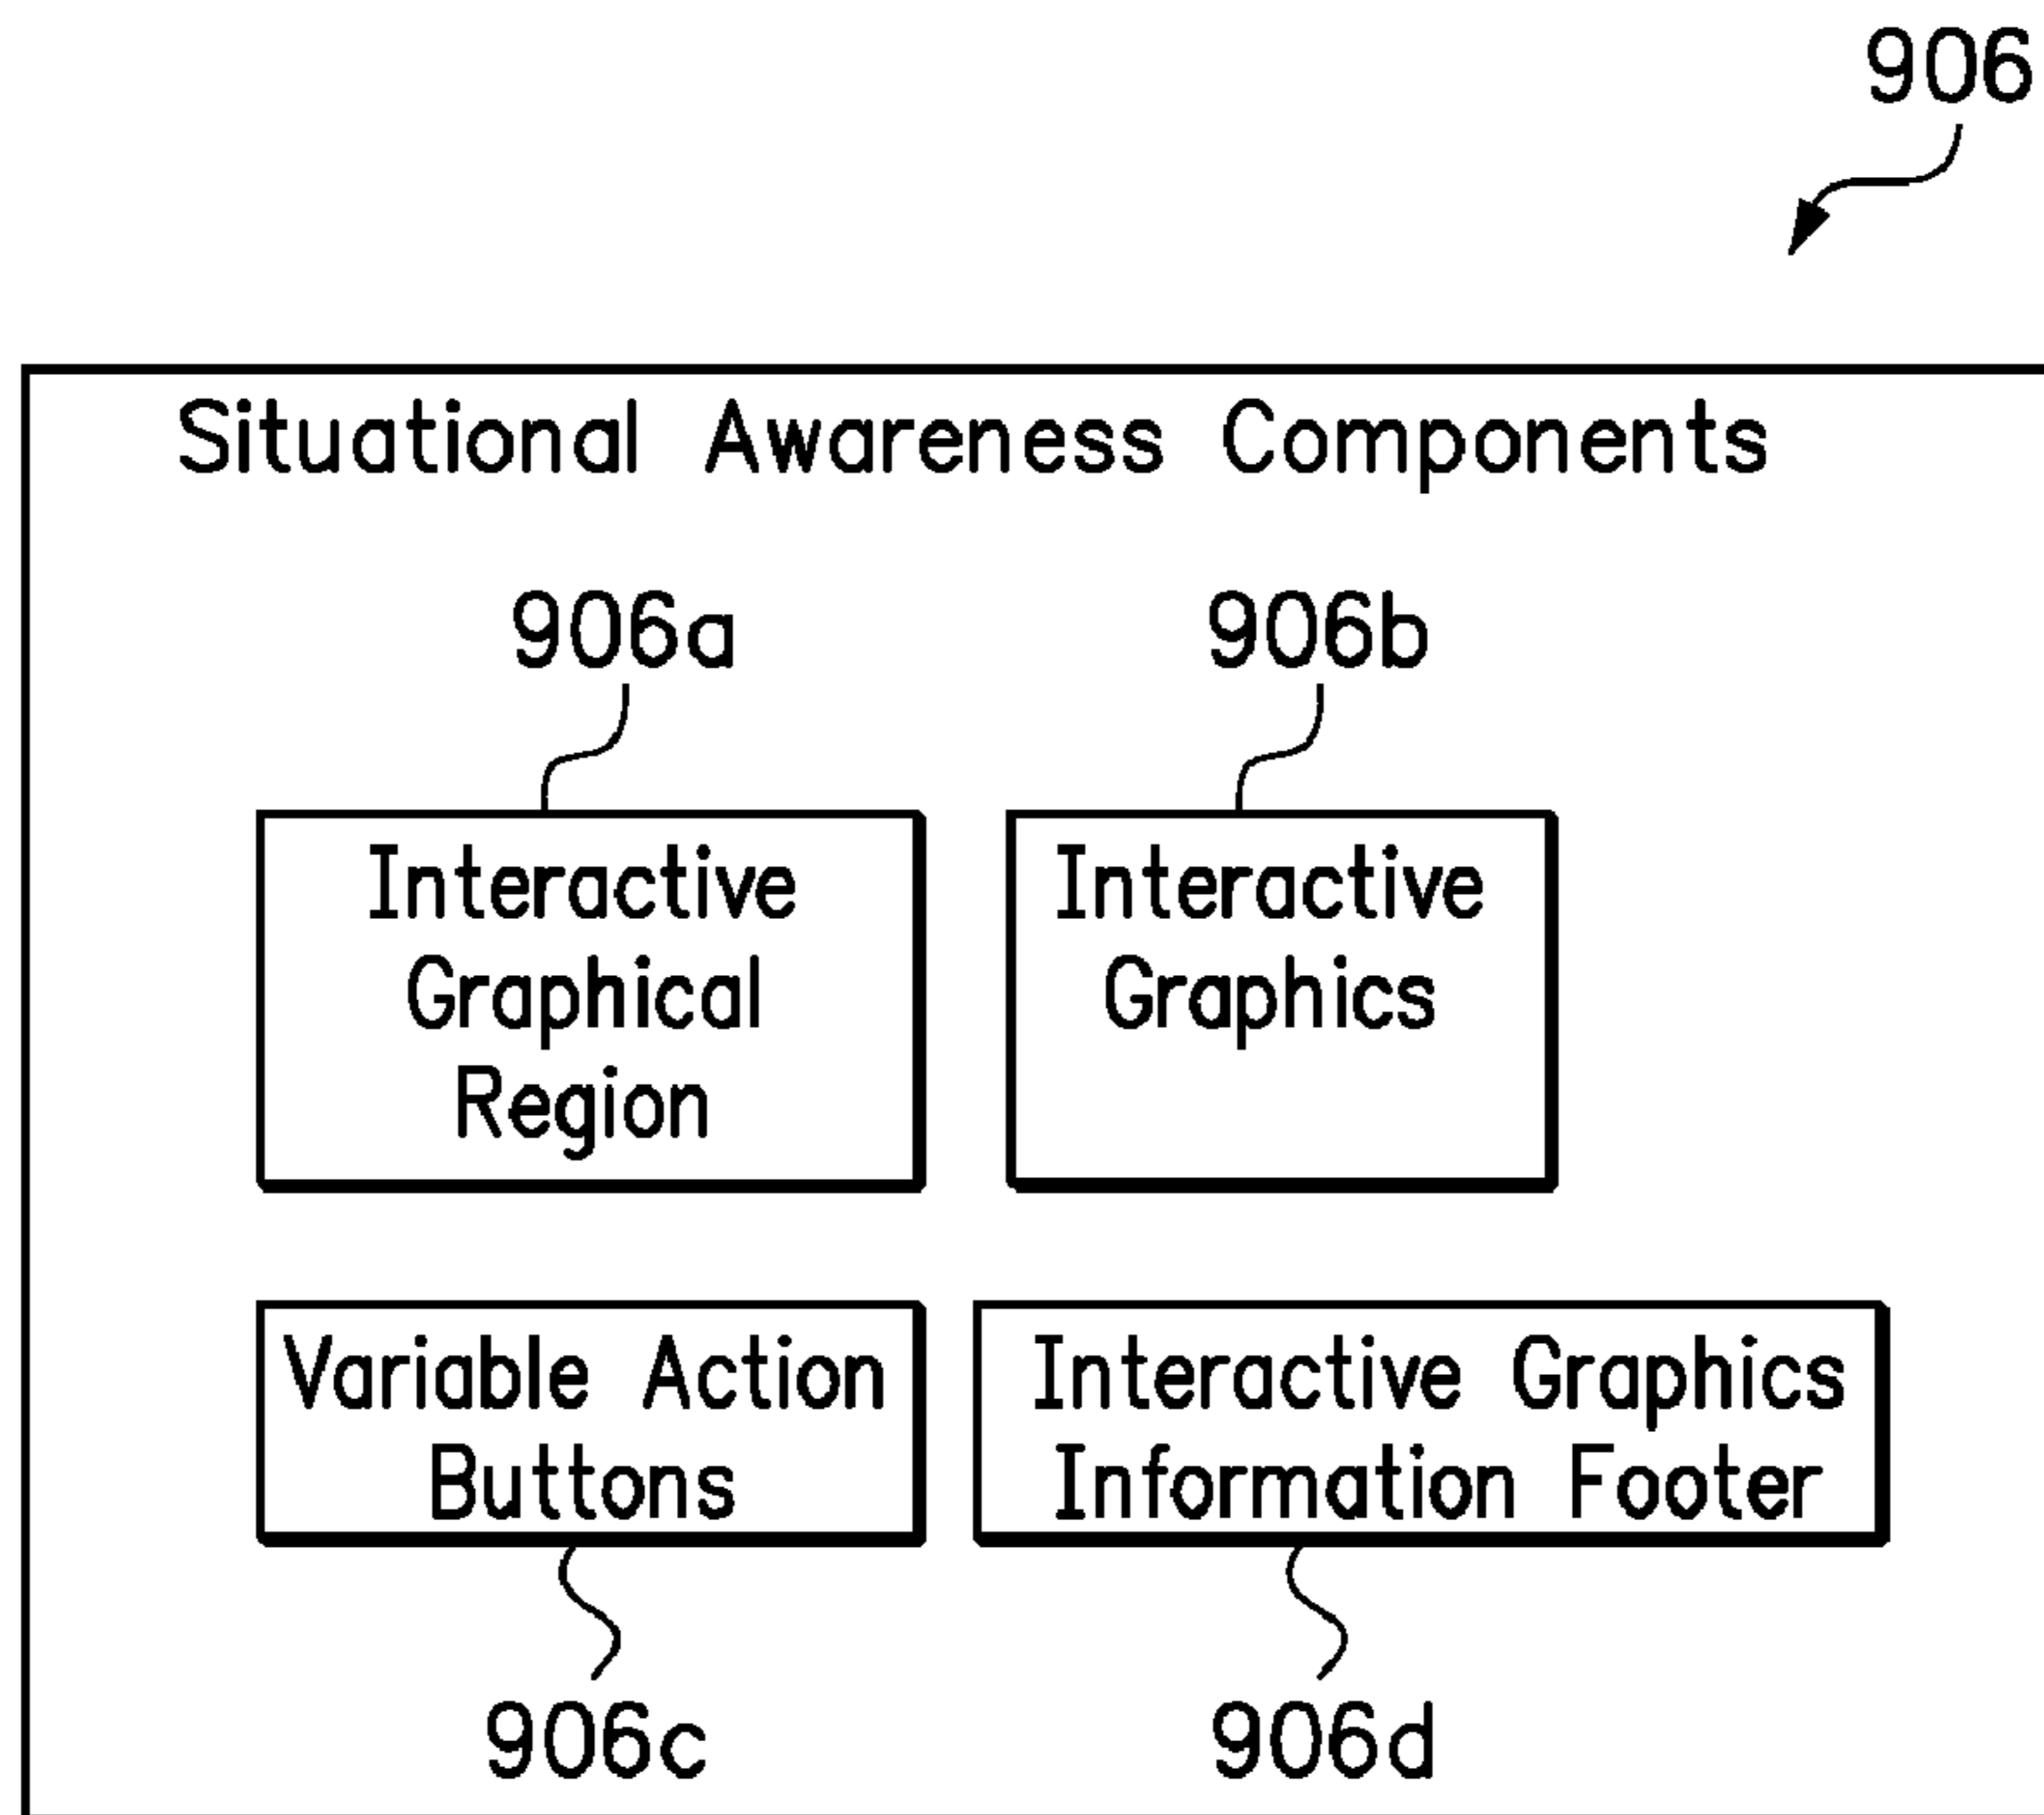 906
Situational Awareness Components
906a
906b
Interactive
Graphical
Region
Interactive
Graphics
Variable Action
Buttons
Interactive Graphics
Information Footer
906c
906d